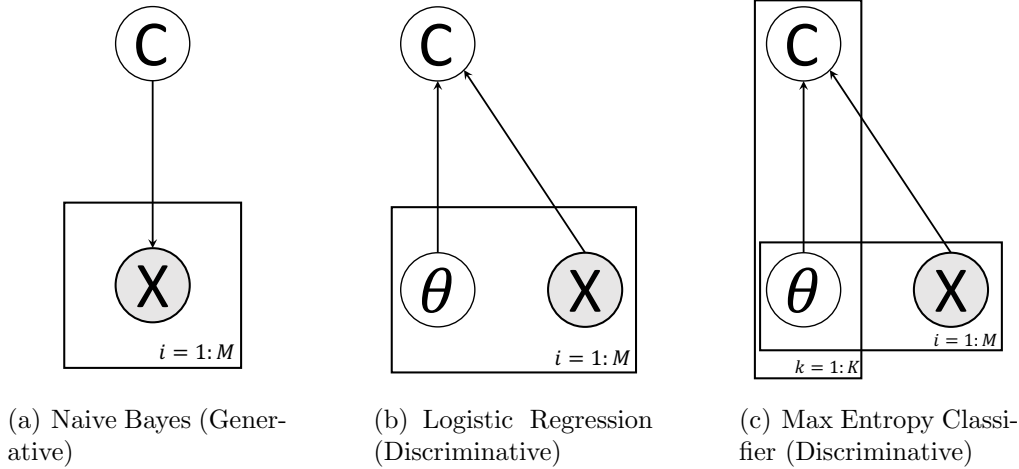 C
X
i = 1: M
(a) Naive Bayes (Gener-
ative)
C
θ
X
i = 1: M
(b) Logistic Regression
(Discriminative)
C
θ
X
i = 1: M
k = 1: K
(c) Max Entropy Classi-
fier (Discriminative)